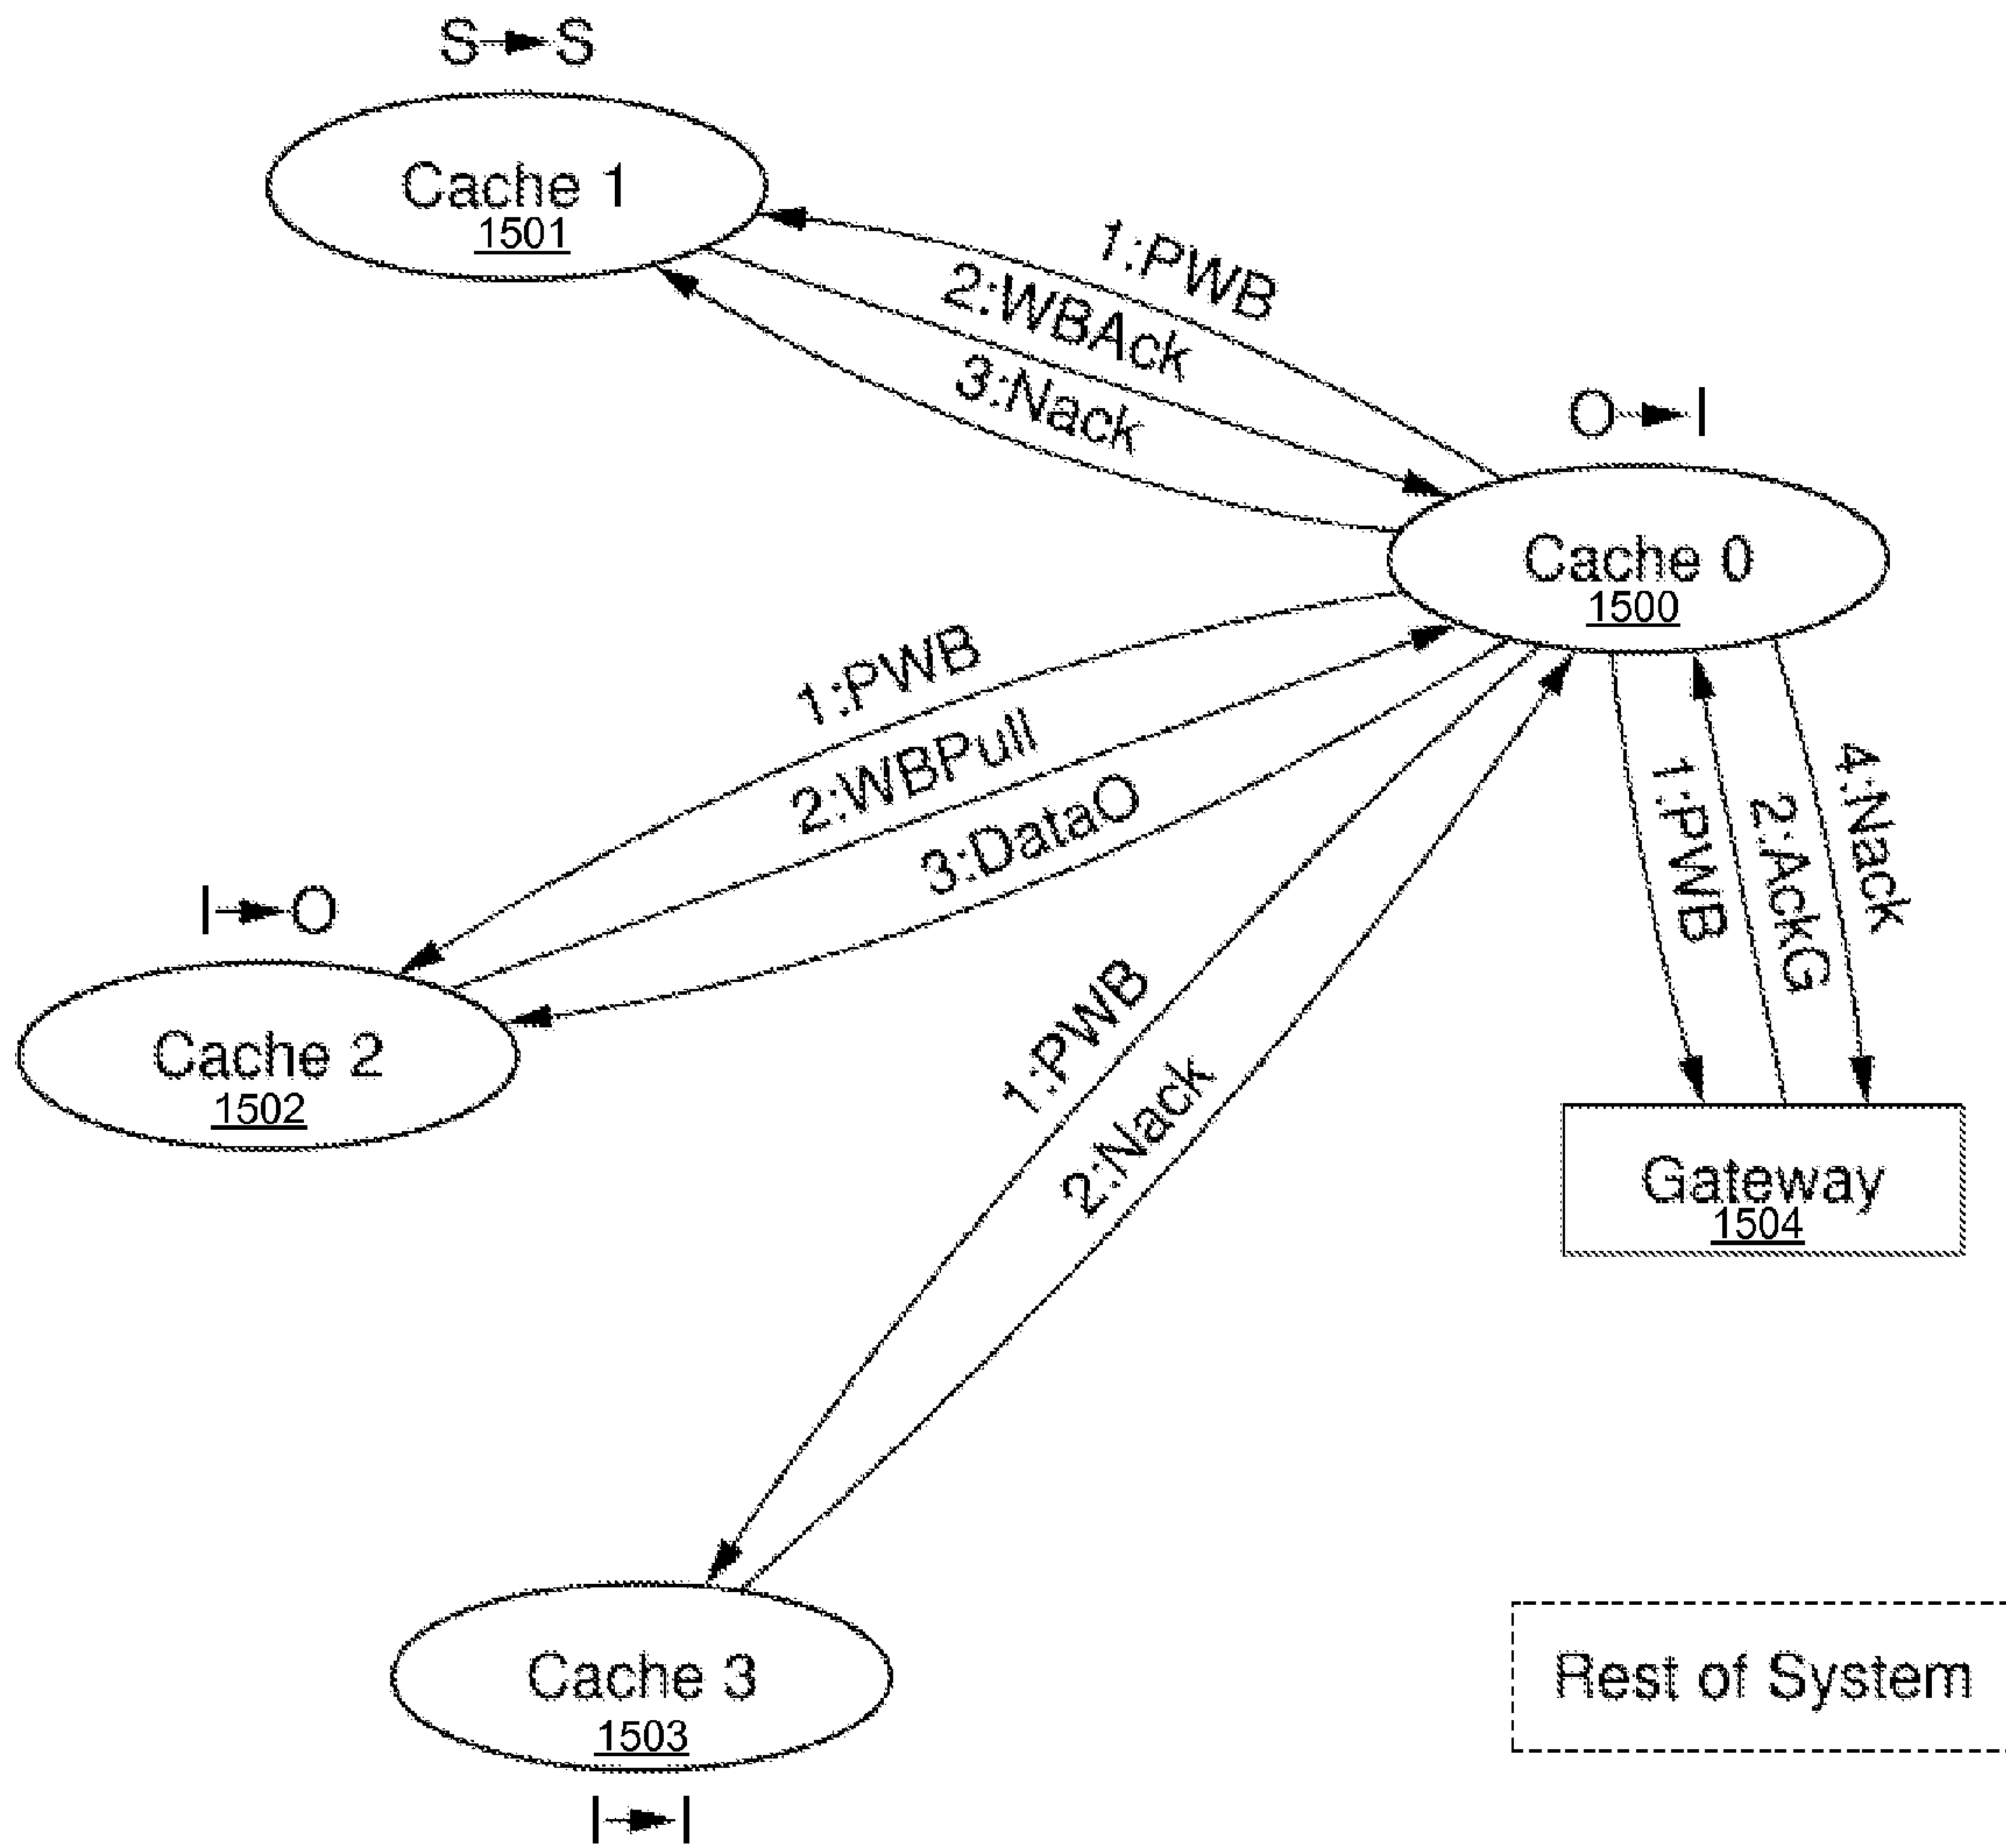 S→S
Cache 1
1501
1:PWB
2:WBAck
3:Nack
O→I
Cache 0
1500
1:PWB
2:WBPull
3:DataO
1:PWB
2:AckG
4:Nack
I→O
Cache 2
1502
1:PWB
2:Nack
Gateway
1504
Cache 3
1503
I→I
Rest of System